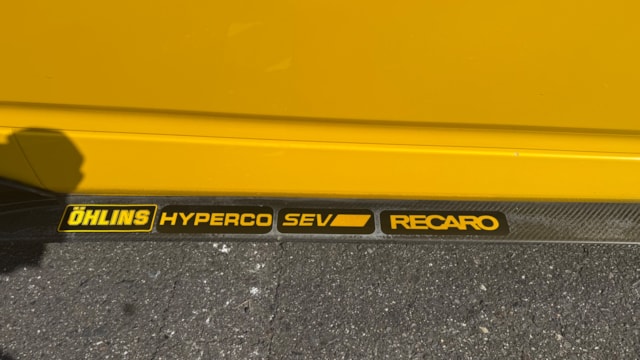 ÖHLINS HYPERCO SEV RECARO